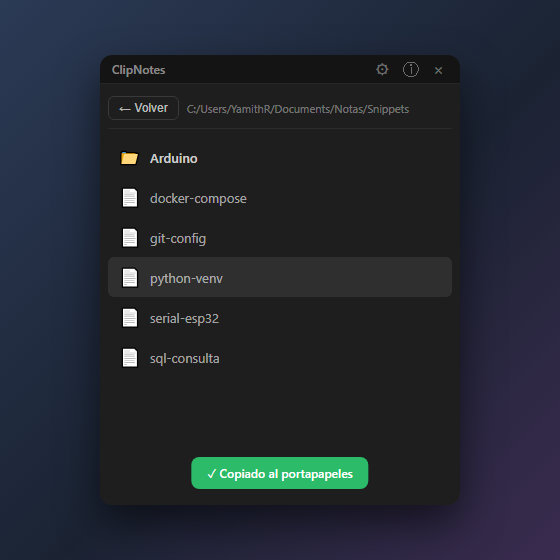 ClipNotes
← Volver C:/Users/YamithR/Documents/Notas/Snippets
Arduino
docker-compose
git-config
python-venv
serial-esp32
sql-consulta
✓ Copiado al portapapeles